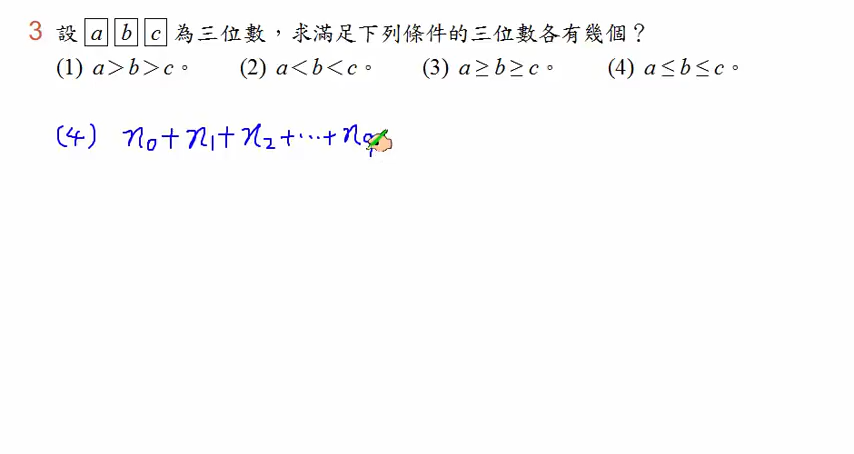 3 設 a b c 為三位數，求滿足下列條件的三位數各有幾個？
(1) a＞b＞c。 (2) a＜b＜c。 (3) a≥b≥c。 (4) a≤b≤c。
(4) n₀+n₁+n₂+⋯+n₉